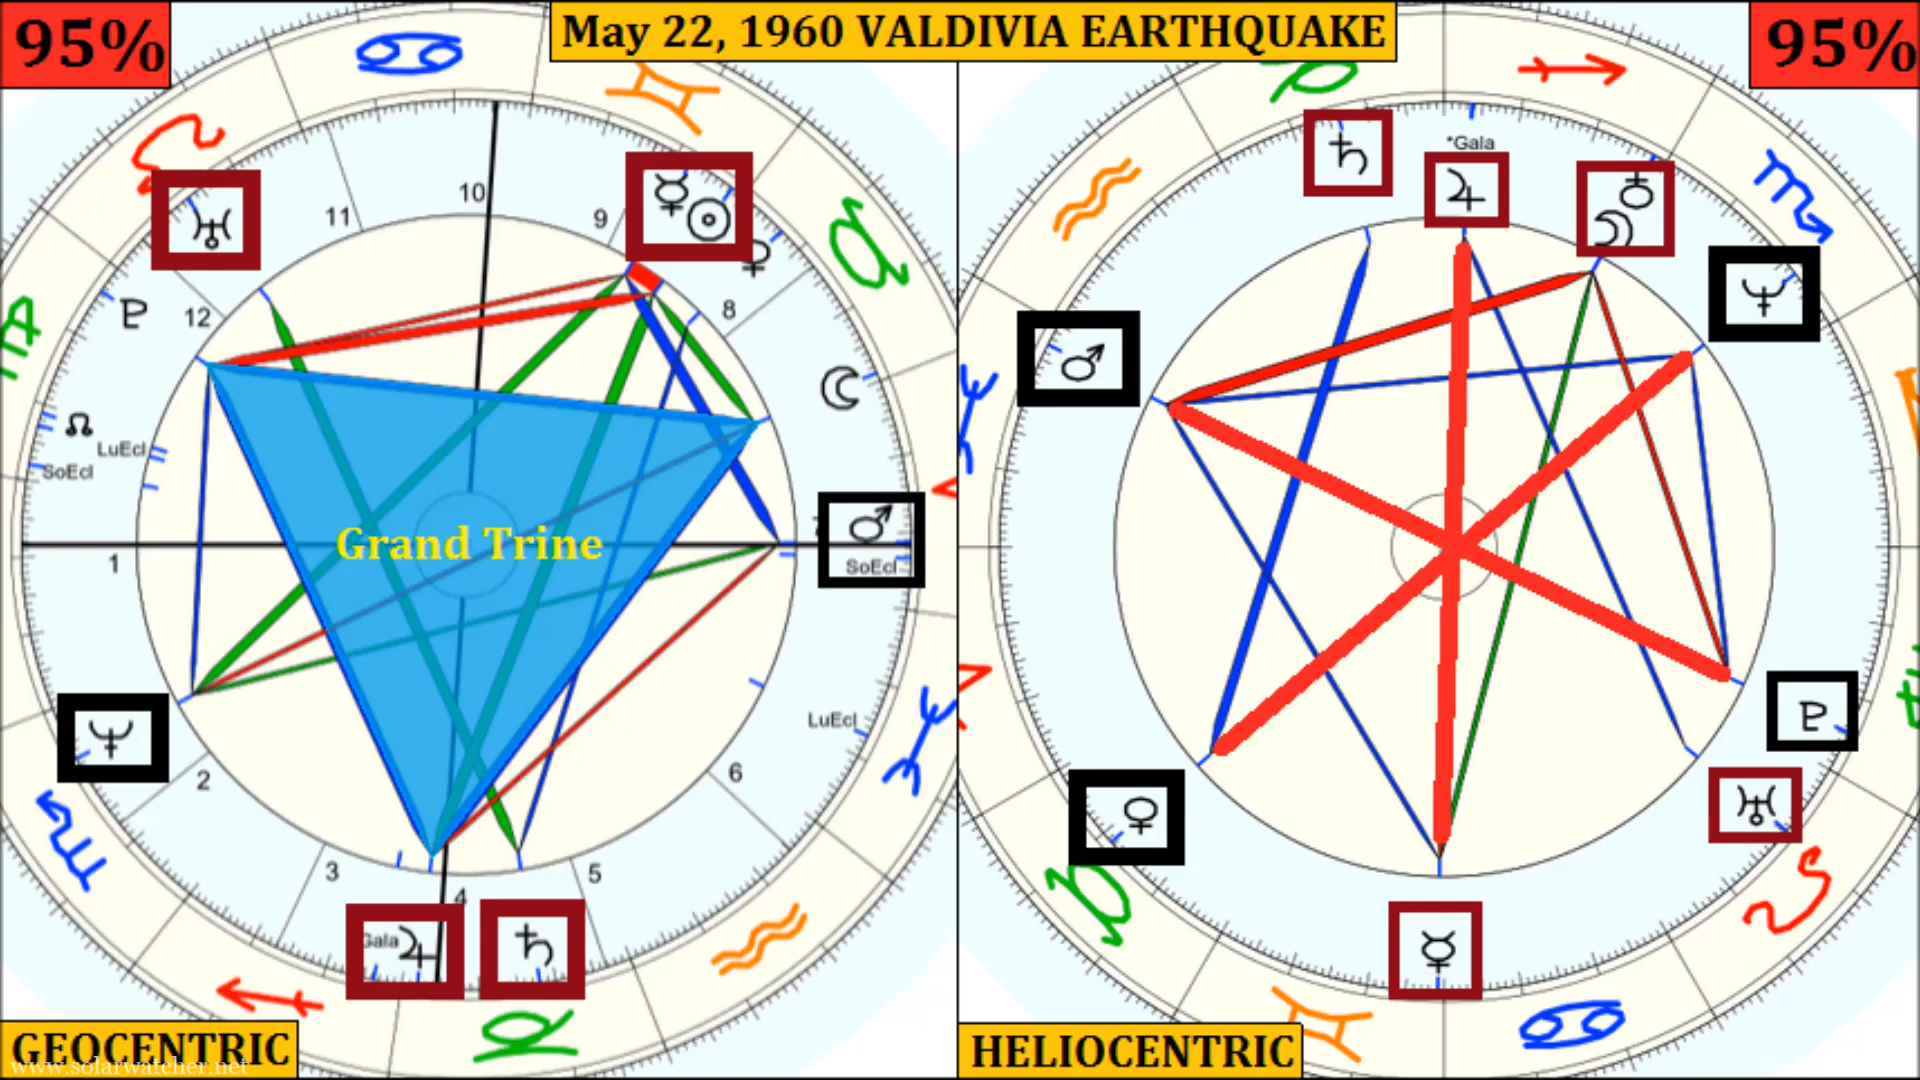 95%
May 22, 1960 VALDIVIA EARTHQUAKE
95%
10
11
9
8
12
LuEcl
SoEcl
Grand Trine
1
SoEcl
LuEcl
2
6
3
5
4
Gala
GEOCENTRIC
www.solarwatcher.net
*Gala
HELIOCENTRIC